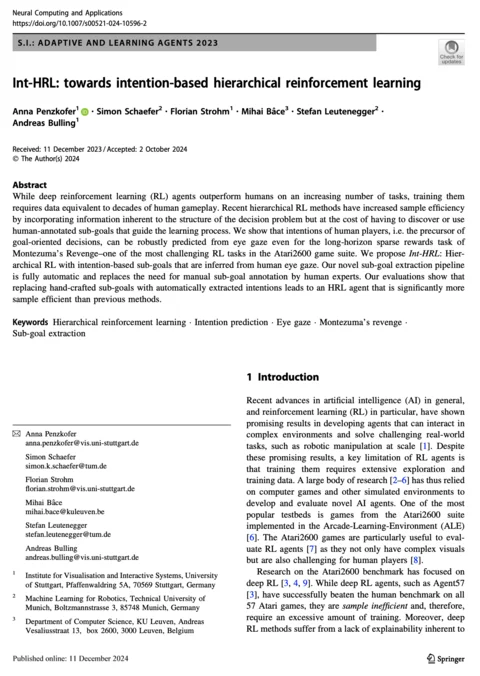 Neural Computing and Applications
https://doi.org/10.1007/s00521-024-10596-2
S.I.: ADAPTIVE AND LEARNING AGENTS 2023
Check for
updates
Int-HRL: towards intention-based hierarchical reinforcement learning
Anna Penzkofer1 · Simon Schaefer2 · Florian Strohm1 · Mihai Bâce3 · Stefan Leutenegger2 ·
Andreas Bulling1
Received: 11 December 2023 / Accepted: 2 October 2024
© The Author(s) 2024
Abstract
While deep reinforcement learning (RL) agents outperform humans on an increasing number of tasks, training them
requires data equivalent to decades of human gameplay. Recent hierarchical RL methods have increased sample efficiency
by incorporating information inherent to the structure of the decision problem but at the cost of having to discover or use
human-annotated sub-goals that guide the learning process. We show that intentions of human players, i.e. the precursor of
goal-oriented decisions, can be robustly predicted from eye gaze even for the long-horizon sparse rewards task of
Montezuma's Revenge–one of the most challenging RL tasks in the Atari2600 game suite. We propose Int-HRL: Hier-
archical RL with intention-based sub-goals that are inferred from human eye gaze. Our novel sub-goal extraction pipeline
is fully automatic and replaces the need for manual sub-goal annotation by human experts. Our evaluations show that
replacing hand-crafted sub-goals with automatically extracted intentions leads to an HRL agent that is significantly more
sample efficient than previous methods.
Keywords Hierarchical reinforcement learning · Intention prediction · Eye gaze · Montezuma's revenge ·
Sub-goal extraction
Anna Penzkofer
anna.penzkofer@vis.uni-stuttgart.de
Simon Schaefer
simon.k.schaefer@tum.de
Florian Strohm
florian.strohm@vis.uni-stuttgart.de
Mihai Bâce
mihai.bace@kuleuven.be
Stefan Leutenegger
stefan.leutenegger@tum.de
Andreas Bulling
andreas.bulling@vis.uni-stuttgart.de
1 Institute for Visualisation and Interactive Systems, University
of Stuttgart, Pfaffenwaldring 5A, 70569 Stuttgart, Germany
2 Machine Learning for Robotics, Technical University of
Munich, Boltzmannstrasse 3, 85748 Munich, Germany
3 Department of Computer Science, KU Leuven, Andreas
Vesaliusstraat 13, box 2600, 3000 Leuven, Belgium
1 Introduction
Recent advances in artificial intelligence (AI) in general,
and reinforcement learning (RL) in particular, have shown
promising results in developing agents that can interact in
complex environments and solve challenging real-world
tasks, such as robotic manipulation at scale [1]. Despite
these promising results, a key limitation of RL agents is
that training them requires extensive exploration and
training data. A large body of research [2–6] has thus relied
on computer games and other simulated environments to
develop and evaluate novel AI agents. One of the most
popular testbeds is games from the Atari2600 suite
implemented in the Arcade-Learning-Environment (ALE)
[6]. The Atari2600 games are particularly useful to eval-
uate RL agents [7] as they not only have complex visuals
but are also challenging for human players [8].
Research on the Atari2600 benchmark has focused on
deep RL [3, 4, 9]. While deep RL agents, such as Agent57
[3], have successfully beaten the human benchmark on all
57 Atari games, they are sample inefficient and, therefore,
require an excessive amount of training. Moreover, deep
RL methods suffer from a lack of explainability inherent to
Published online: 11 December 2024
Springer